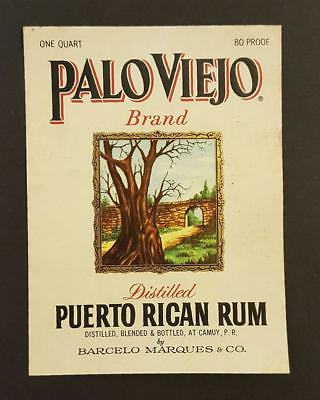 ONE QUART 80 PROOF
PALO VIEJO®
Brand
Distilled
PUERTO RICAN RUM
DISTILLED, BLENDED & BOTTLED, AT CAMUY, P. R.
by
BARCELO MARQUES & CO.